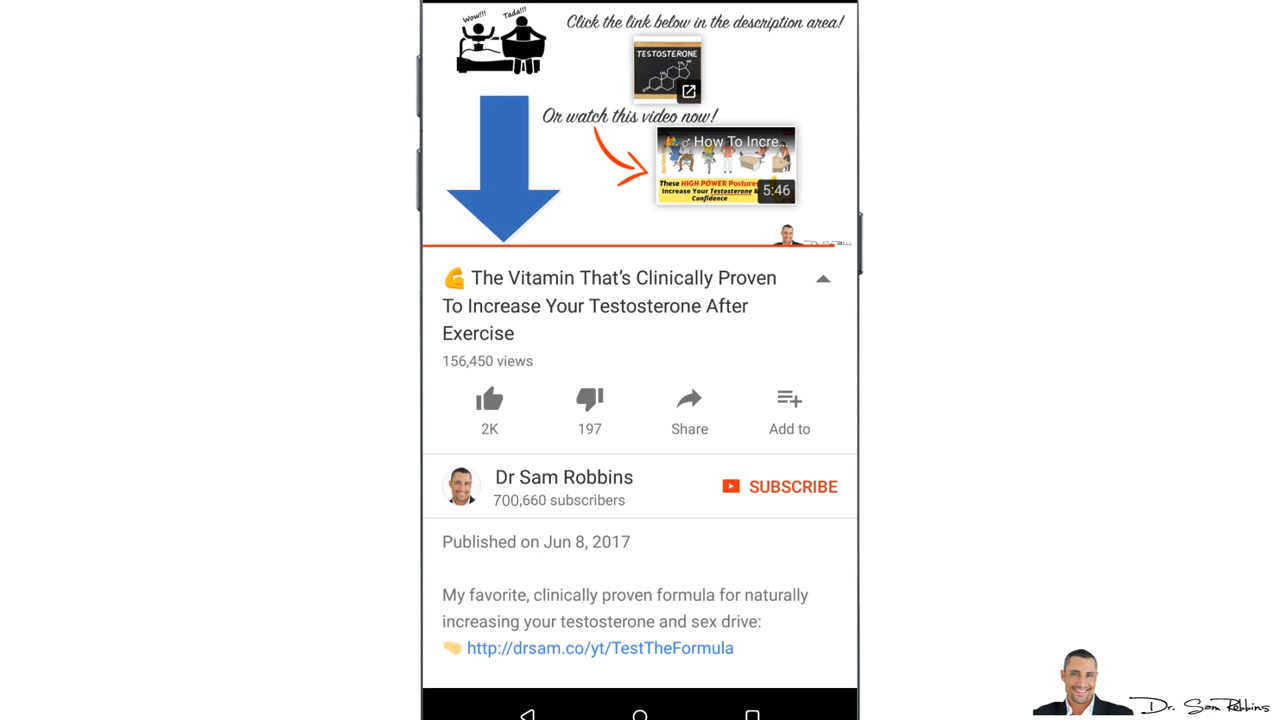 Wow!!!
Tada!!!
Click the link below in the description area!
TESTOSTERONE
Or watch this video now!
How To Incre...
These HIGH POWER Postures
Increase Your Testosterone &
Confidence
5:46
💪 The Vitamin That's Clinically Proven
To Increase Your Testosterone After
Exercise
156,450 views
2K
197
Share
Add to
Dr Sam Robbins
700,660 subscribers
SUBSCRIBE
Published on Jun 8, 2017
My favorite, clinically proven formula for naturally
increasing your testosterone and sex drive:
http://drsam.co/yt/TestTheFormula
Dr. Sam Robbins